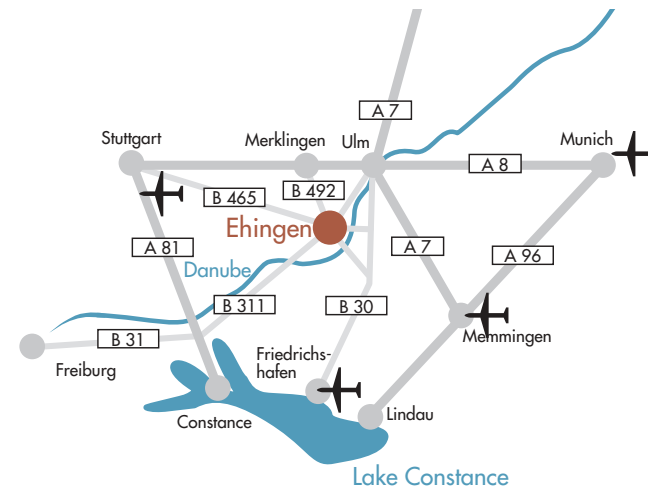 A 7
Stuttgart
Merklingen
Ulm
Munich
A 8
B 465
B 492
Ehingen
A 81
A 7
A 96
Danube
B 311
B 30
B 31
Memmingen
Freiburg
Friedrichs-
hafen
Constance
Lindau
Lake Constance